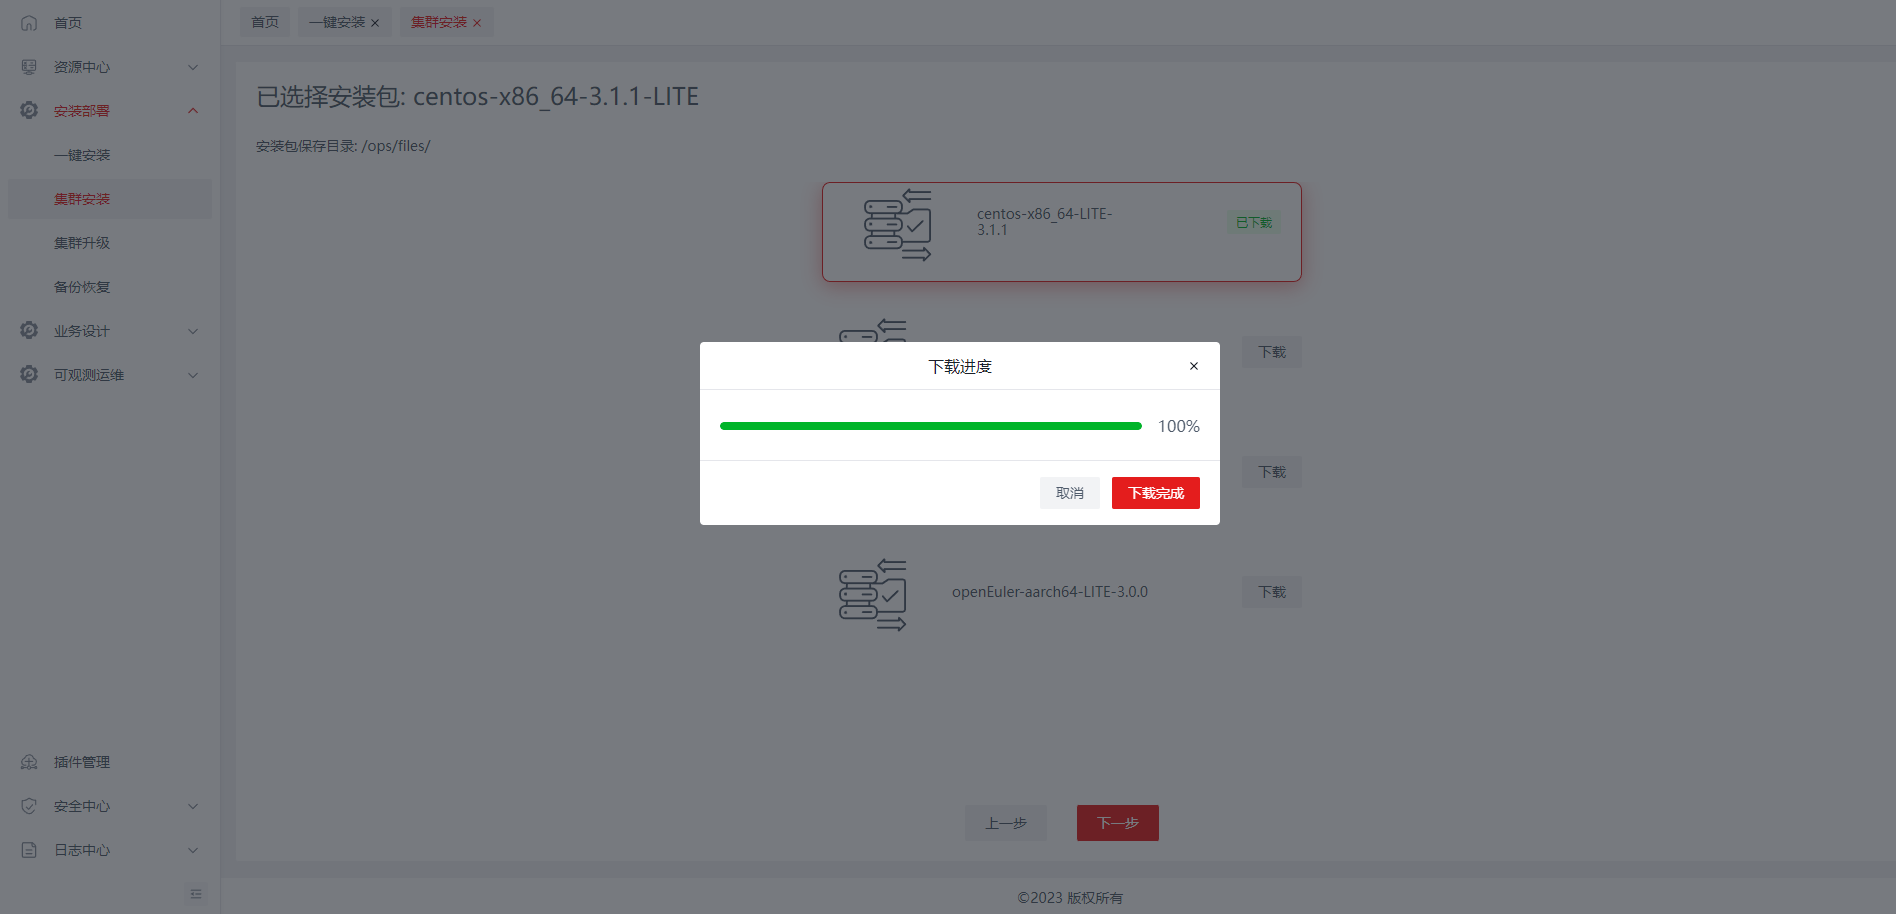 首页
资源中心
安装部署
一键安装
集群安装
集群升级
备份恢复
业务设计
可观测运维
插件管理
安全中心
日志中心
首页 一键安装 × 集群安装 ×
已选择安装包: centos-x86_64-3.1.1-LITE
安装包保存目录: /ops/files/
centos-x86_64-LITE-
3.1.1
已下载
下载
下载进度 ×
100%
取消 下载完成
下载
openEuler-aarch64-LITE-3.0.0 下载
上一步 下一步
©2023 版权所有